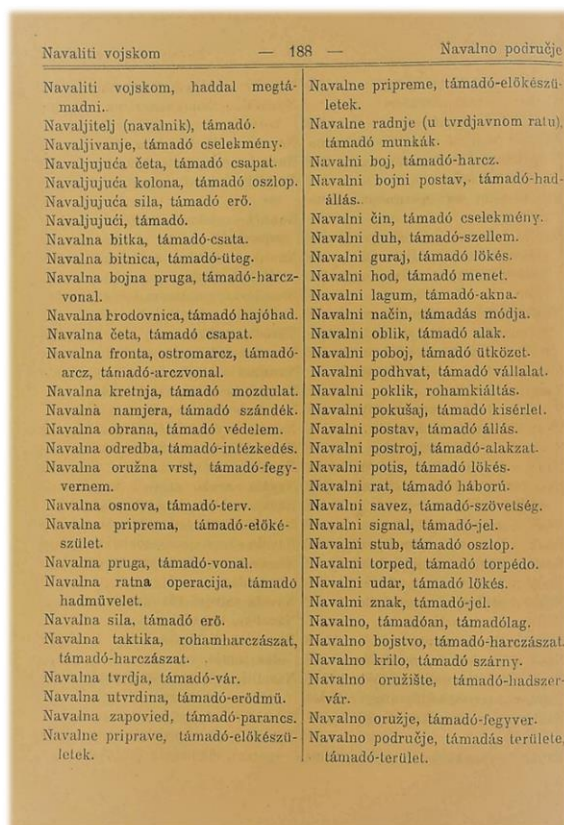 Navaliti vojskom — 188 — Navalno područje
Navaliti vojskom, haddal megtá-
madni.
Navaljitelj (navalnik), támadó.
Navaljivanje, támadó cselekmény.
Navaljujuća četa, támadó csapat.
Navaljujuća kolona, támadó oszlop.
Navaljujuća sila, támadó erő.
Navaljujući, támadó.
Navalna bitka, támadó-csata.
Navalna bitnica, támadó-üteg.
Navalna bojna pruga, támadó-harcz-
vonal.
Navalna brodovnica, támadó hajóhad.
Navalna četa, támadó csapat.
Navalna fronta, ostromarcz, támadó-
arcz, támadó-arczvonal.
Navalna kretnja, támadó mozdulat.
Navalna namjera, támadó szándék.
Navalna obrana, támadó védelem.
Navalna odredba, támadó-intézkedés.
Navalna oružna vrst, támadó-fegy-
vernem.
Navalna osnova, támadó-terv.
Navalna priprema, támadó-előké-
szület.
Navalna pruga, támadó-vonal.
Navalna ratna operacija, támadó
hadmüvelet.
Navalna sila, támadó erő.
Navalna taktika, rohamharczászat,
támadó-harczászat.
Navalna tvrdja, támadó-vár.
Navalna utvrdina, támadó-erődmü.
Navalna zapovied, támadó-parancs.
Navalne priprave, támadó-előkészü-
letek.
Navalne pripreme, támadó-előkészü-
letek.
Navalne radnje (u tvrdjavnom ratu),
támadó munkák.
Navalni boj, támadó-harcz.
Navalni bojni postav, támadó-had-
állás.
Navalni čin, támadó cselekmény.
Navalni duh, támadó-szellem.
Navalni guraj, támadó lökés.
Navalni hod, támadó menet.
Navalni lagum, támadó-akna.
Navalni način, támadás módja.
Navalni oblik, támadó alak.
Navalni poboj, támadó ütközet.
Navalni podhvat, támadó vállalat.
Navalni poklik, rohamkiáltás.
Navalni pokušaj, támadó kisérlet.
Navalni postav, támadó állás.
Navalni postroj, támadó-alakzat.
Navalni potis, támadó lökés.
Navalni rat, támadó háború.
Navalni savez, támadó-szövetség.
Navalni signal, támadó-jel.
Navalni stub, támadó oszlop.
Navalni torped, támadó torpédo.
Navalni udar, támadó lökés.
Navalni znak, támadó-jel.
Navalno, támadóan, támadólag.
Navalno bojstvo, támadó-harczászat.
Navalno krilo, támadó szárny.
Navalno oružište, támadó-hadszer-
vár.
Navalno oružje, támadó-fegyver.
Navalno područje, támadás területe,
támadó-terület.